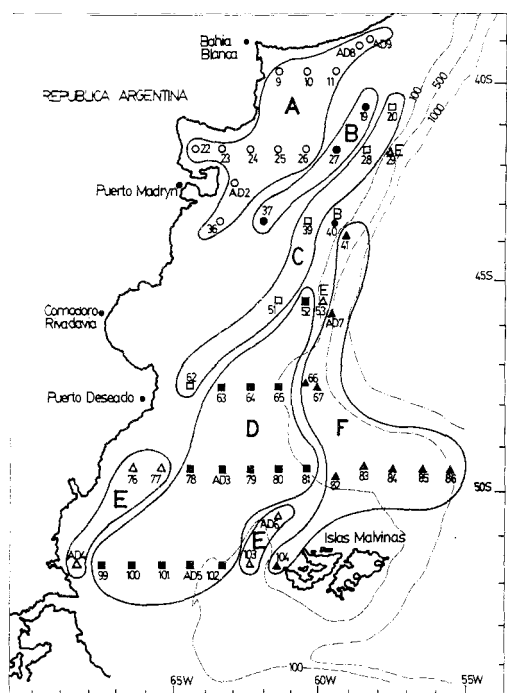 Bahia
Blanca
AD8 AD9
9 10 11
40S
REPUBLICA ARGENTINA
A
100
500
1000
B
19
20
22 23 24 25 26 27 28 29 E
Puerto Madryn
AD2
36
37
39
B
40
41
C
45S
Comodoro
Rivadavia
51 52 E
53
AD7
62
63 64 65 66 67
Puerto Deseado
D
F
E
76 77 78 AD3 79 80 81 82 83 84 85 86
87
50S
AD6
E
Islas Malvinas
AD4
99 100 101 AD5 102 103 104
100
65W 60W 55W